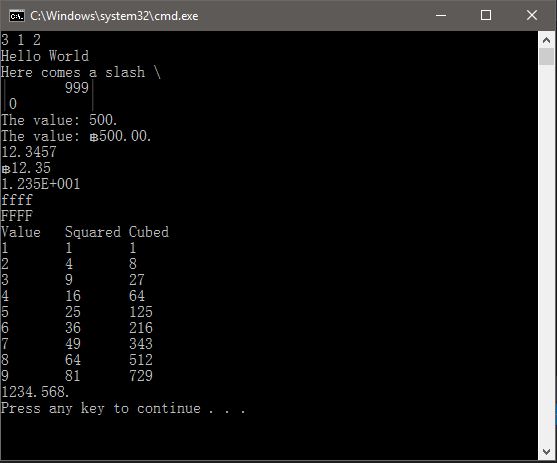 C:\Windows\system32\cmd.exe
3 1 2
Hello World
Here comes a slash \
|       999|
|0         |
The value: 500.
The value: ฿500.00.
12.3457
฿12.35
1.235E+001
ffff
FFFF
Value   Squared Cubed
1       1       1
2       4       8
3       9       27
4       16      64
5       25      125
6       36      216
7       49      343
8       64      512
9       81      729
1234.568.
Press any key to continue . . .